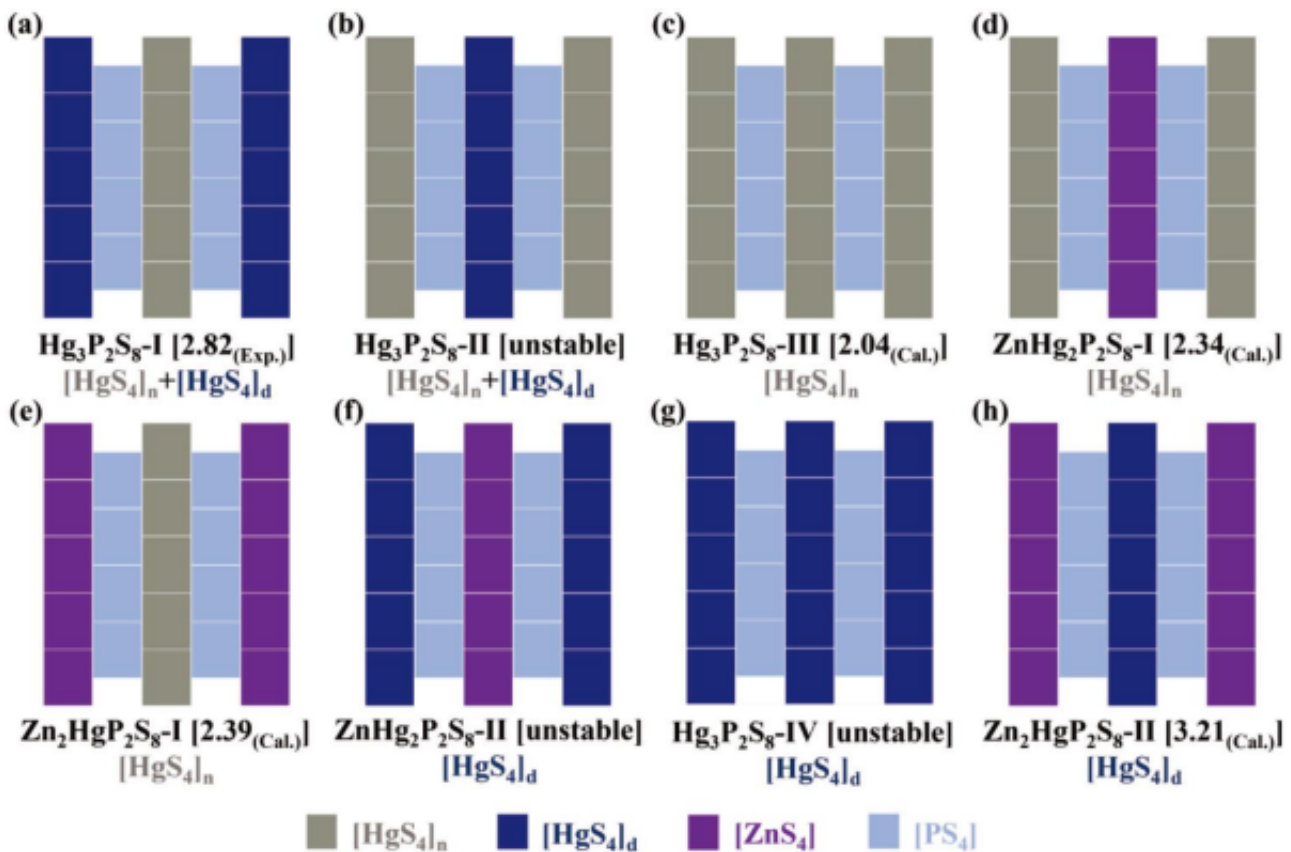 (a) (b) (c) (d)
Hg₃P₂S₈-I [2.82(Exp.)] Hg₃P₂S₈-II [unstable] Hg₃P₂S₈-III [2.04(Cal.)] ZnHg₂P₂S₈-I [2.34(Cal.)]
[HgS₄]ₙ+[HgS₄]d [HgS₄]ₙ+[HgS₄]d [HgS₄]ₙ [HgS₄]ₙ
(e) (f) (g) (h)
Zn₂HgP₂S₈-I [2.39(Cal.)] ZnHg₂P₂S₈-II [unstable] Hg₃P₂S₈-IV [unstable] Zn₂HgP₂S₈-II [3.21(Cal.)]
[HgS₄]ₙ [HgS₄]d [HgS₄]d [HgS₄]d
[HgS₄]ₙ [HgS₄]d [ZnS₄] [PS₄]